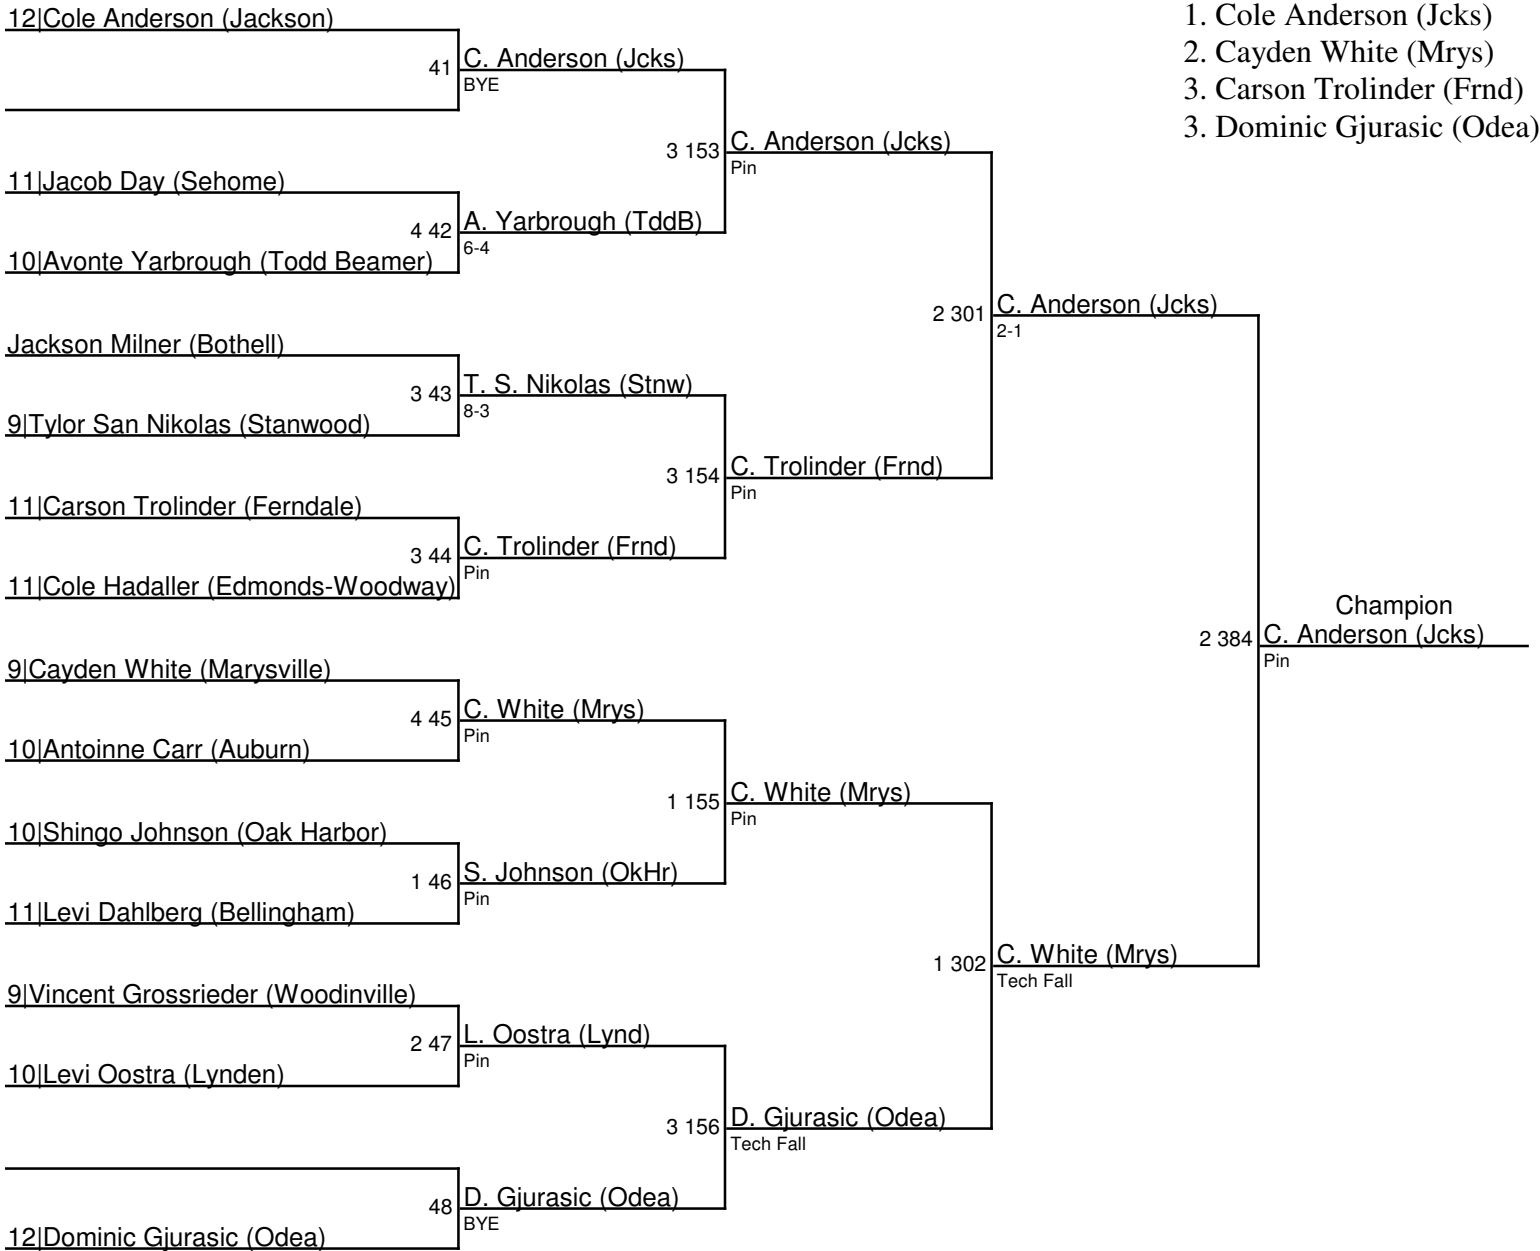 12|Cole Anderson (Jackson)
1. Cole Anderson (Jcks)
2. Cayden White (Mrys)
3. Carson Trolinder (Frnd)
3. Dominic Gjurasic (Odea)
41 C. Anderson (Jcks)
BYE
3 153 C. Anderson (Jcks)
Pin
11|Jacob Day (Sehome)
4 42 A. Yarbrough (TddB)
6-4
10|Avonte Yarbrough (Todd Beamer)
2 301 C. Anderson (Jcks)
2-1
Jackson Milner (Bothell)
3 43 T. S. Nikolas (Stnw)
8-3
9|Tylor San Nikolas (Stanwood)
3 154 C. Trolinder (Frnd)
Pin
11|Carson Trolinder (Ferndale)
3 44 C. Trolinder (Frnd)
Pin
11|Cole Hadaller (Edmonds-Woodway)
Champion
2 384 C. Anderson (Jcks)
Pin
9|Cayden White (Marysville)
4 45 C. White (Mrys)
Pin
10|Antoinne Carr (Auburn)
1 155 C. White (Mrys)
Pin
10|Shingo Johnson (Oak Harbor)
1 46 S. Johnson (OkHr)
Pin
11|Levi Dahlberg (Bellingham)
1 302 C. White (Mrys)
Tech Fall
9|Vincent Grossrieder (Woodinville)
2 47 L. Oostra (Lynd)
Pin
10|Levi Oostra (Lynden)
3 156 D. Gjurasic (Odea)
Tech Fall
48 D. Gjurasic (Odea)
BYE
12|Dominic Gjurasic (Odea)